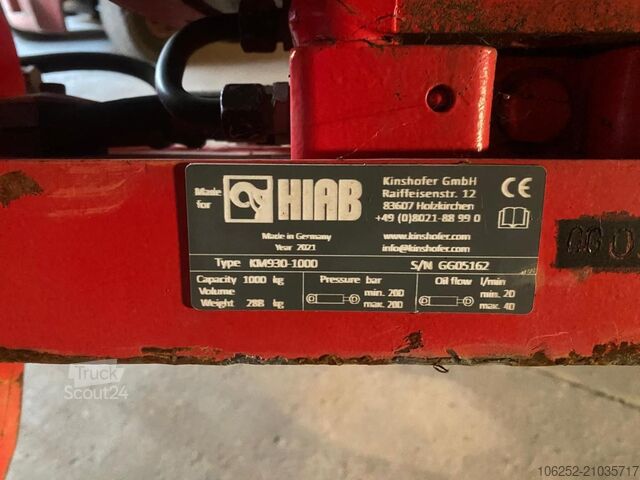 Made for
HIAB
Kinshofer GmbH
Raiffeisenstr. 12
83607 Holzkirchen
+49 (0)8021-88 99 0
CE
Made in Germany
Year 2021
www.kinshofer.com
info@kinshofer.com
Type KM930-1000 S/N GG05162
Capacity 1000 kg
Volume
Weight 288 kg
Pressure bar
min. 200
max. 200
Oil flow l/min
min. 20
max. 40
GG0
Truck
Scout24
106252-21035717